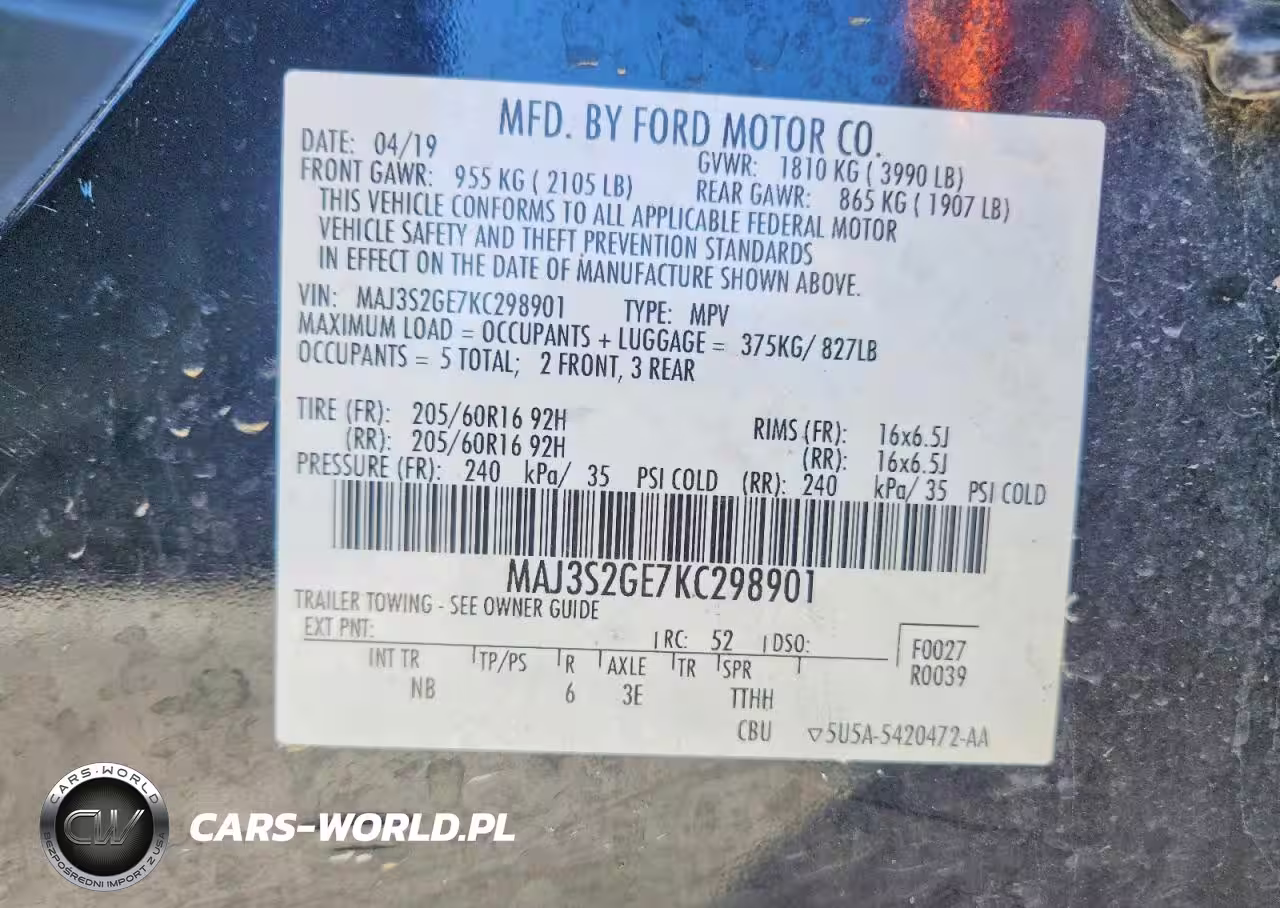 MFD. BY FORD MOTOR CO.
DATE: 04/19 GVWR: 1810 KG ( 3990 LB)
FRONT GAWR: 955 KG ( 2105 LB) REAR GAWR: 865 KG ( 1907 LB)
THIS VEHICLE CONFORMS TO ALL APPLICABLE FEDERAL MOTOR
VEHICLE SAFETY AND THEFT PREVENTION STANDARDS
IN EFFECT ON THE DATE OF MANUFACTURE SHOWN ABOVE.
VIN: MAJ3S2GE7KC298901 TYPE: MPV
MAXIMUM LOAD = OCCUPANTS + LUGGAGE = 375KG/ 827LB
OCCUPANTS = 5 TOTAL; 2 FRONT, 3 REAR
TIRE (FR): 205/60R16 92H RIMS (FR): 16x6.5J
(RR): 205/60R16 92H (RR): 16x6.5J
PRESSURE (FR): 240 kPa/ 35 PSI COLD (RR): 240 kPa/ 35 PSI COLD
MAJ3S2GE7KC298901
TRAILER TOWING - SEE OWNER GUIDE
EXT PNT: RC: 52 DSO: F0027
INT TR TP/PS R AXLE TR SPR R0039
NB 6 3E TTHH
CBU ▽5U5A-5420472-AA
CARS-WORLD
CW
BEZPOŚREDNI IMPORT Z USA
CARS-WORLD.PL